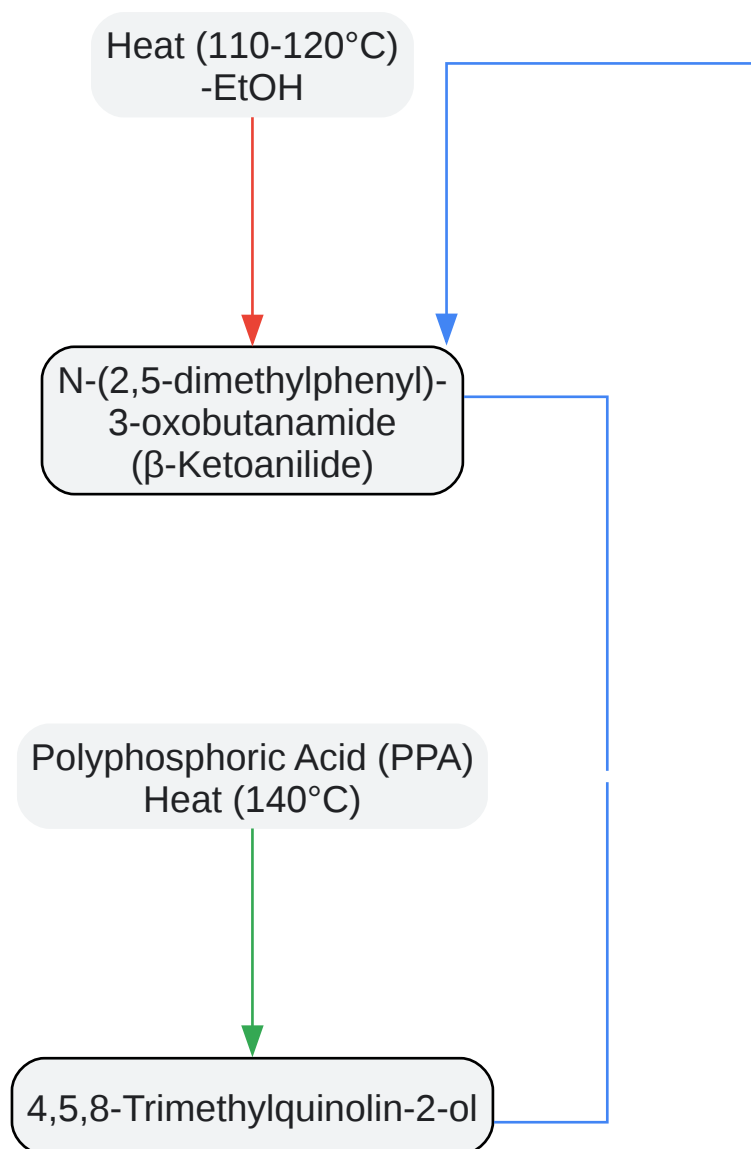 Heat (110-120°C)
-EtOH
N-(2,5-dimethylphenyl)-
3-oxobutanamide
(β-Ketoanilide)
Polyphosphoric Acid (PPA)
Heat (140°C)
4,5,8-Trimethylquinolin-2-ol